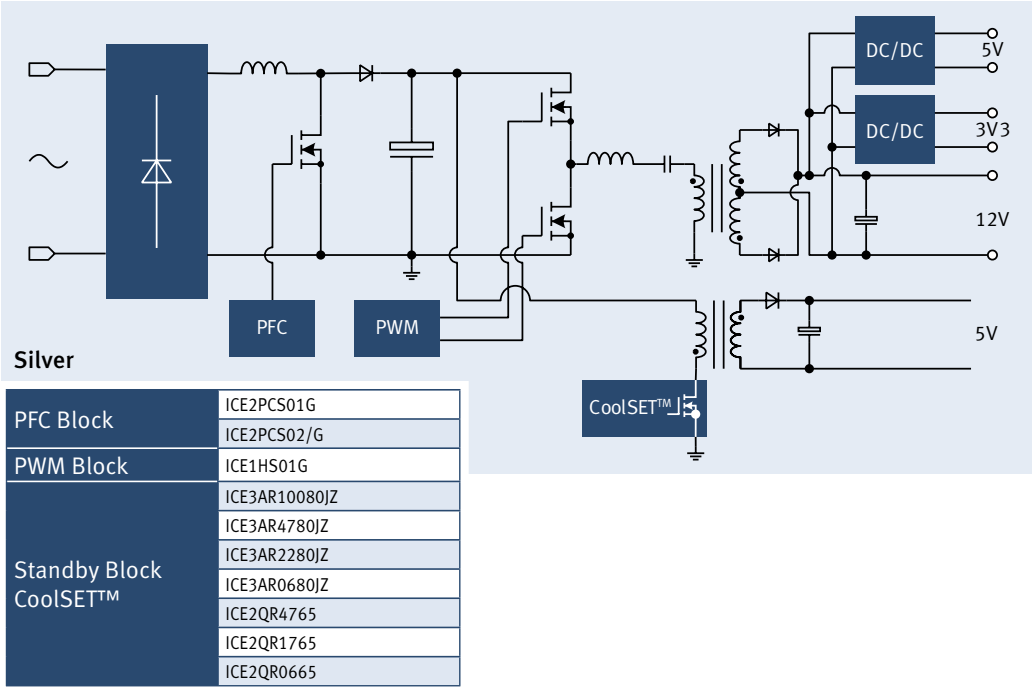 DC/DC
5V
DC/DC
3V3
12V
PFC
PWM
5V
Silver
CoolSET™
PFC Block
ICE2PCS01G
ICE2PCS02/G
PWM Block
ICE1HS01G
Standby Block
CoolSET™
ICE3AR10080JZ
ICE3AR4780JZ
ICE3AR2280JZ
ICE3AR0680JZ
ICE2QR4765
ICE2QR1765
ICE2QR0665